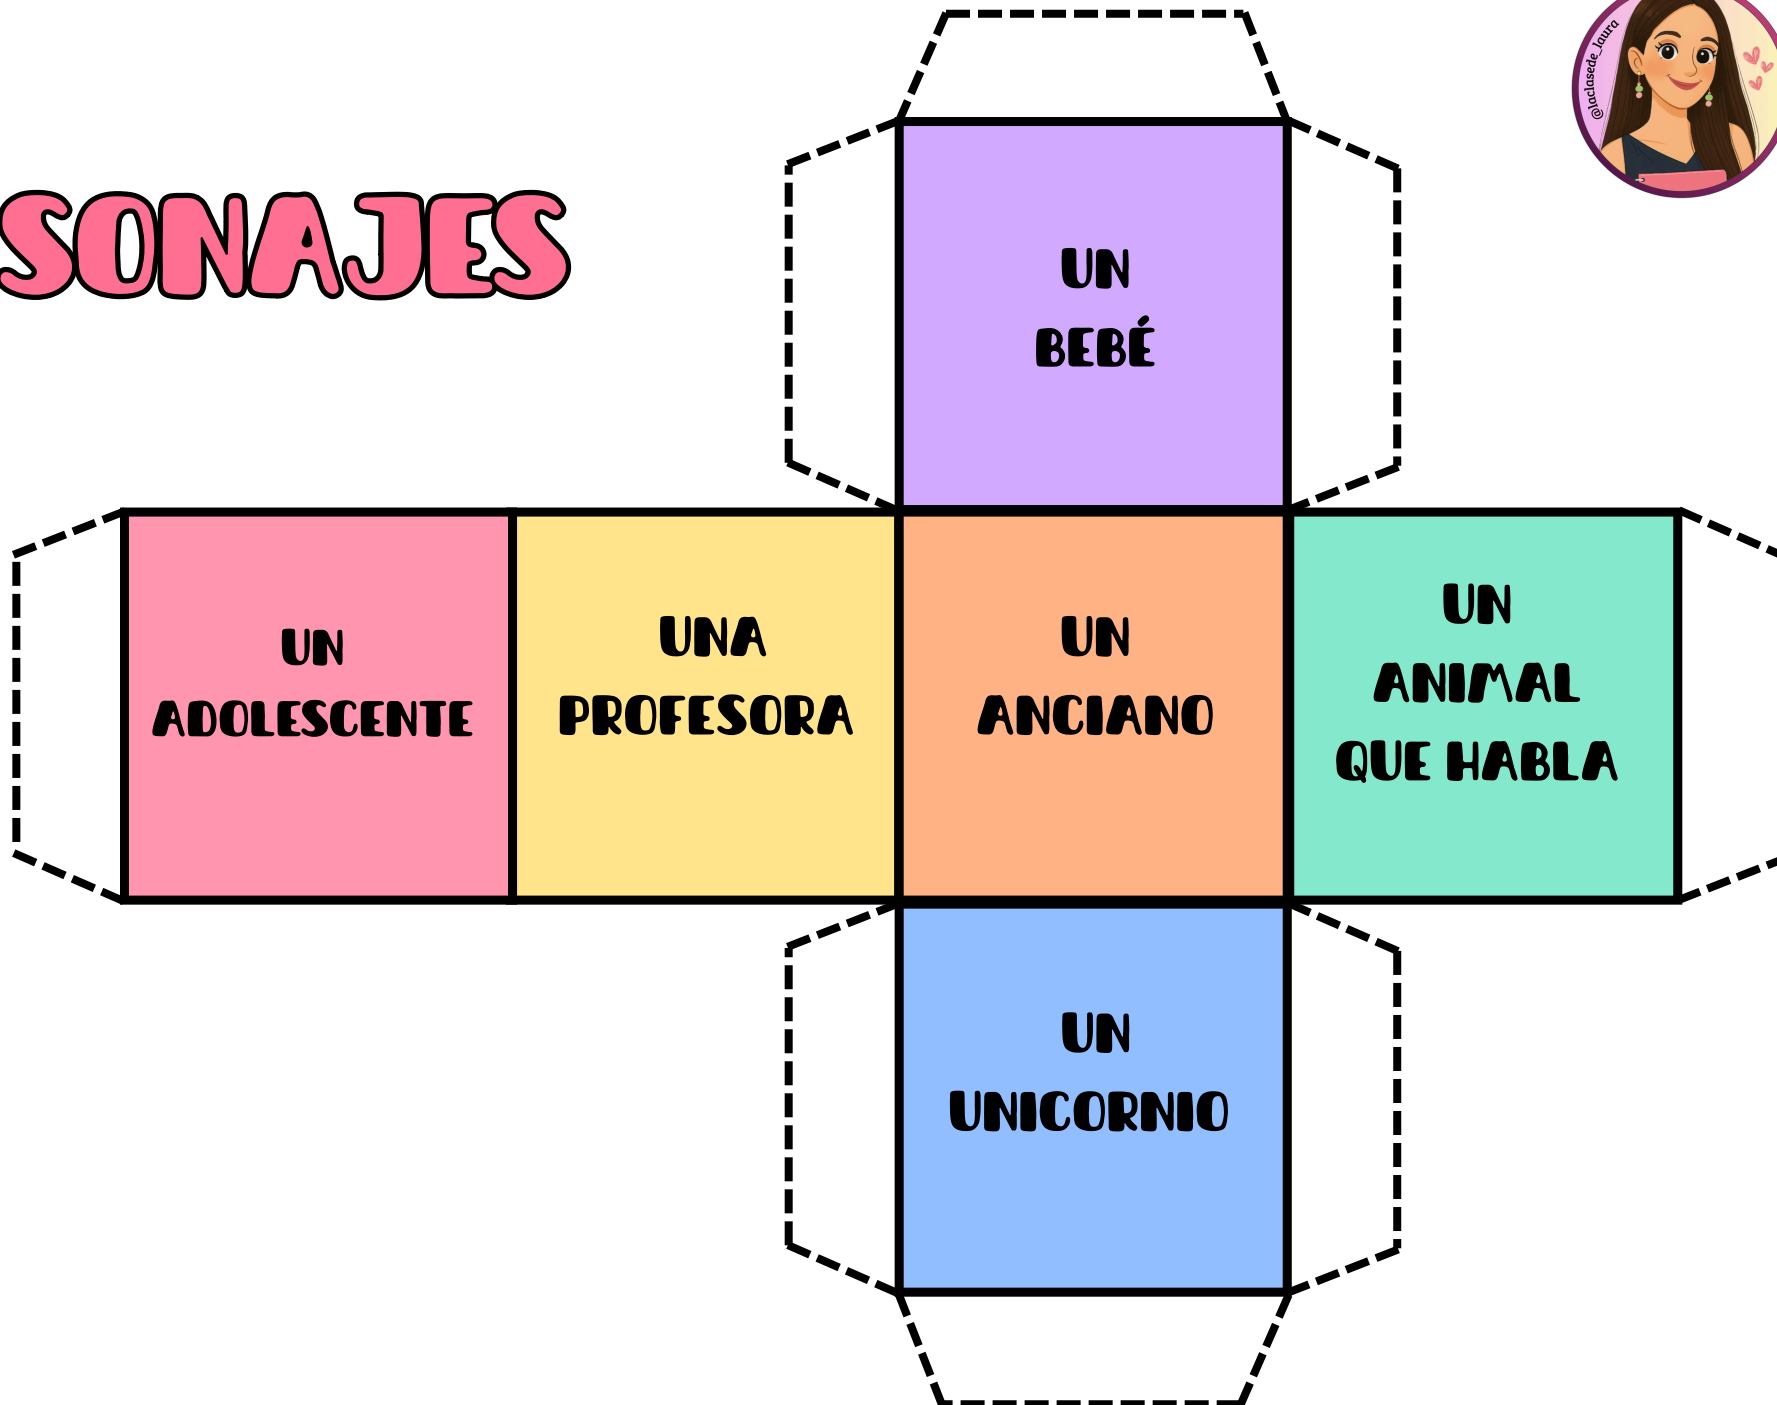 @laclasede_laura
SONAJES
UN
BEBÉ
UN
ADOLESCENTE
UNA
PROFESORA
UN
ANCIANO
UN
ANIMAL
QUE HABLA
UN
UNICORNIO